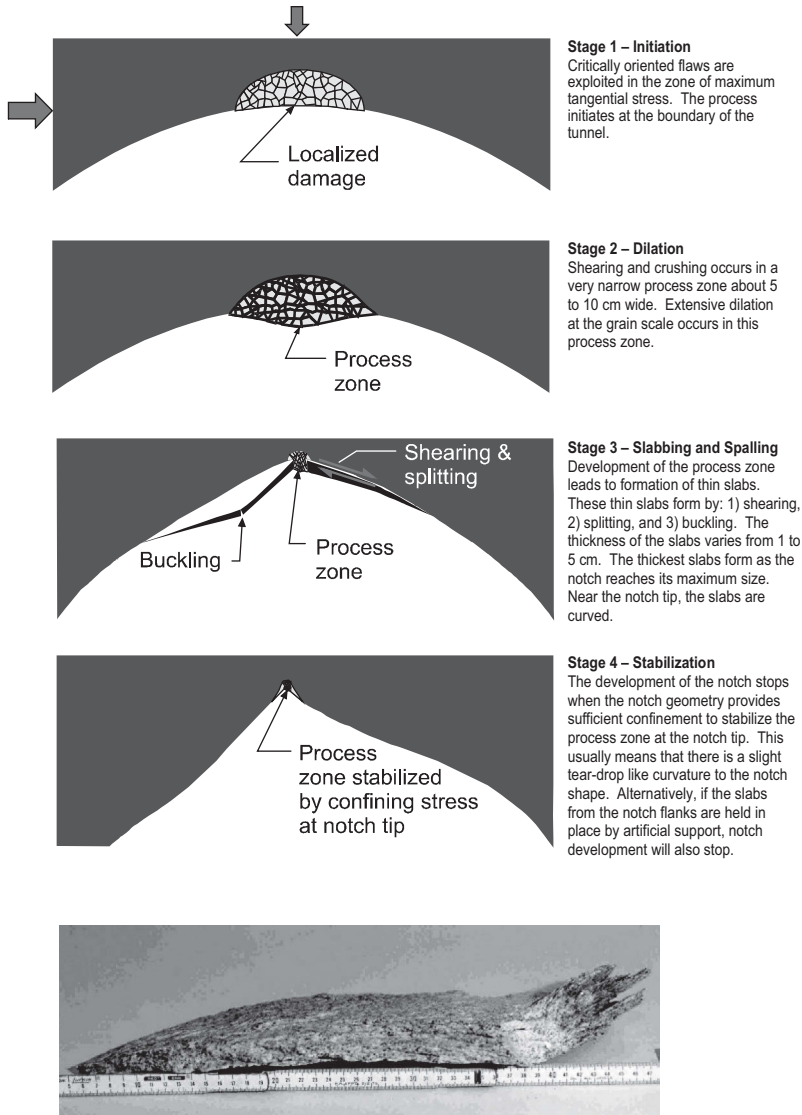 Stage 1 – Initiation
Critically oriented flaws are
exploited in the zone of maximum
tangential stress. The process
initiates at the boundary of the
tunnel.
Localized
damage
Stage 2 – Dilation
Shearing and crushing occurs in a
very narrow process zone about 5
to 10 cm wide. Extensive dilation
at the grain scale occurs in this
process zone.
Process
zone
Shearing &
splitting
Buckling
Process
zone
Stage 3 – Slabbing and Spalling
Development of the process zone
leads to formation of thin slabs.
These thin slabs form by: 1) shearing,
2) splitting, and 3) buckling. The
thickness of the slabs varies from 1 to
5 cm. The thickest slabs form as the
notch reaches its maximum size.
Near the notch tip, the slabs are
curved.
Process
zone stabilized
by confining stress
at notch tip
Stage 4 – Stabilization
The development of the notch stops
when the notch geometry provides
sufficient confinement to stabilize the
process zone at the notch tip. This
usually means that there is a slight
tear-drop like curvature to the notch
shape. Alternatively, if the slabs
from the notch flanks are held in
place by artificial support, notch
development will also stop.